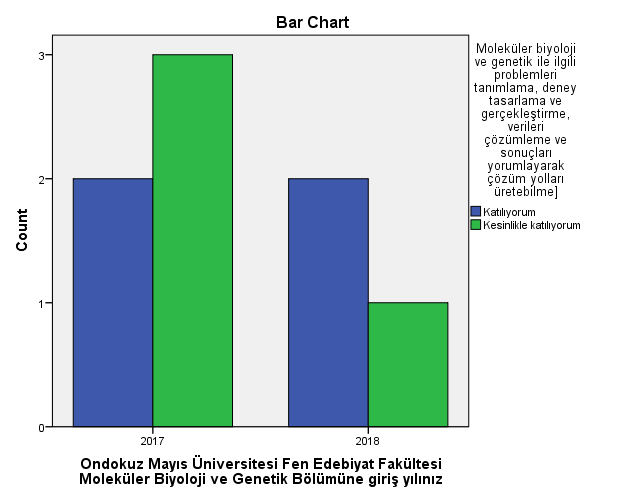 Bar Chart
Moleküler biyoloji
ve genetik ile ilgili
problemleri
tanımlama, deney
tasarlama ve
gerçekleştirme,
verileri
çözümleme ve
sonuçları
yorumlayarak
çözüm yolları
üretebilme]
Katılıyorum
Kesinlikle katılıyorum
Count
3
2
1
0
2017
2018
Ondokuz Mayıs Üniversitesi Fen Edebiyat Fakültesi
Moleküler Biyoloji ve Genetik Bölümüne giriş yılınız